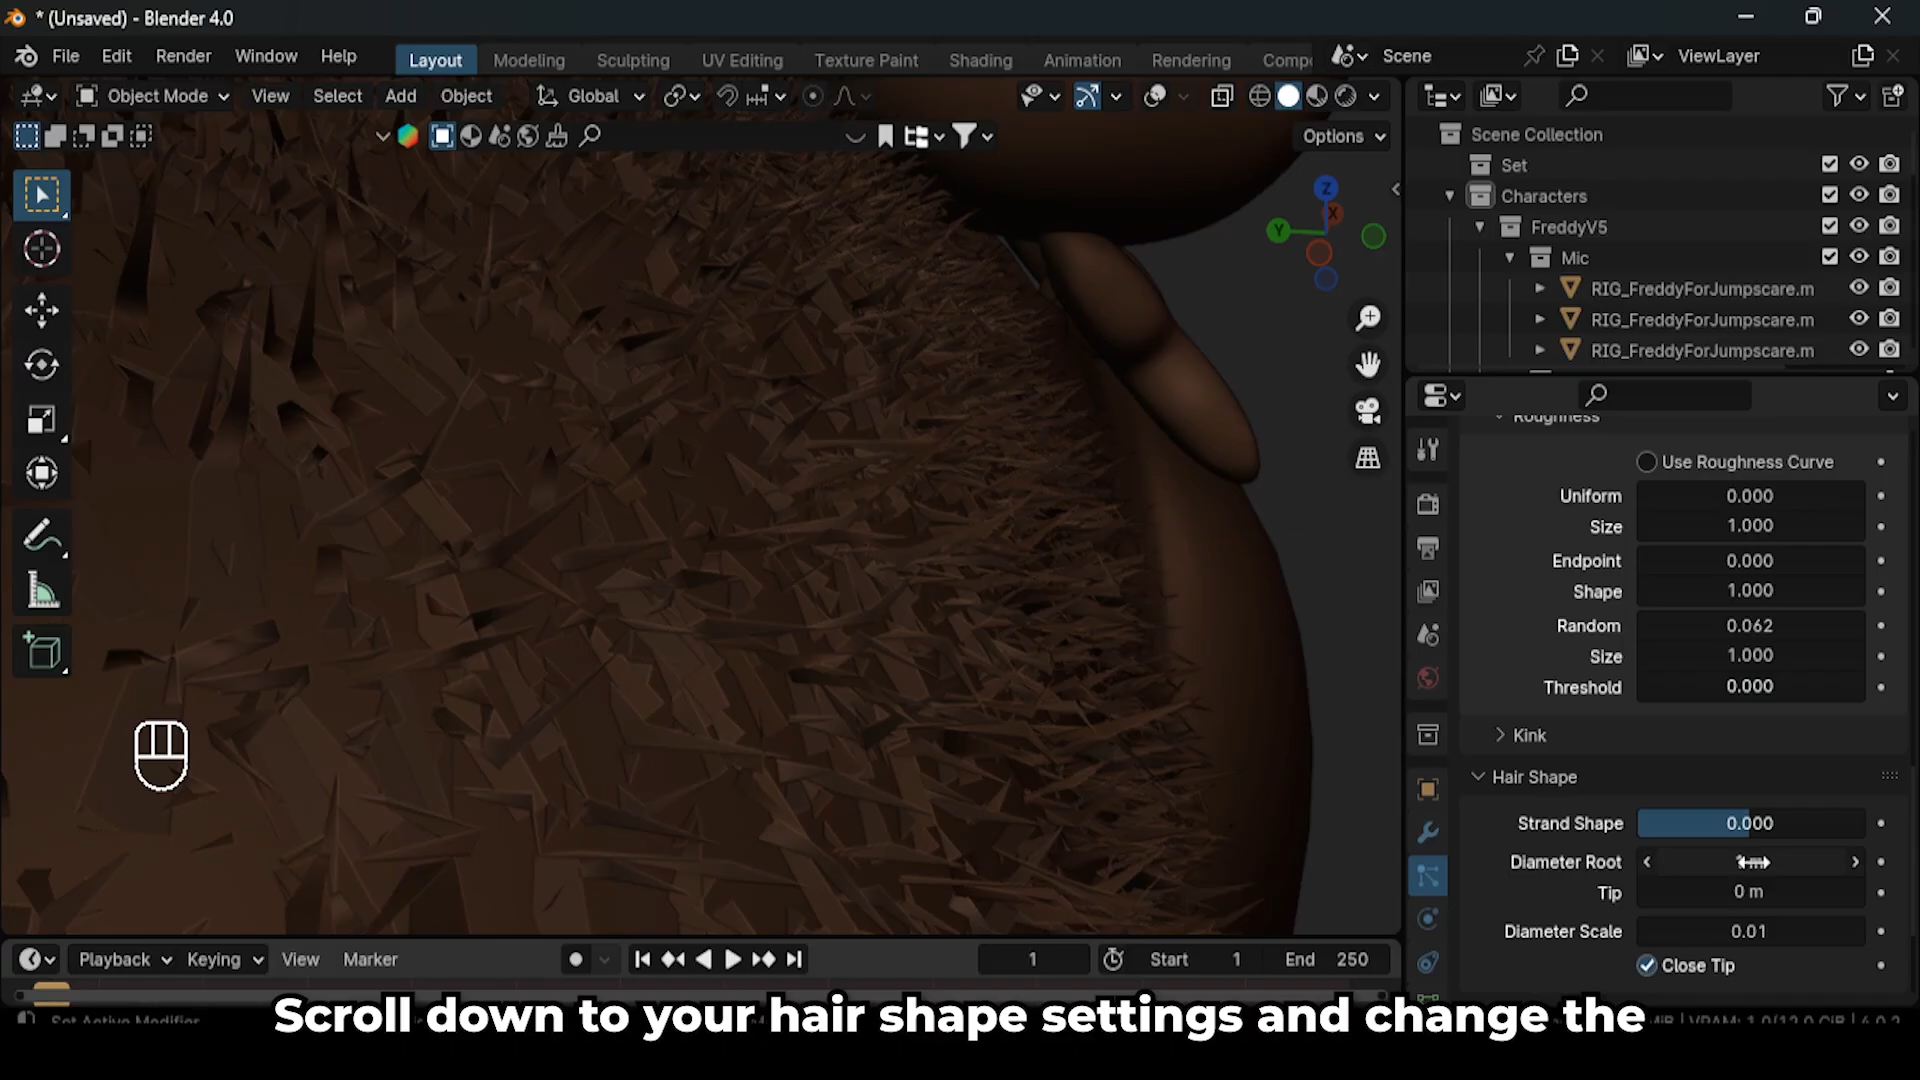 * (Unsaved) - Blender 4.0
File Edit Render Window Help Layout Modeling Sculpting UV Editing Texture Paint Shading Animation Rendering Compo Scene ViewLayer
Object Mode View Select Add Object Global
Options
Z
X
Y
Scene Collection
Set
Characters
FreddyV5
Mic
RIG_FreddyForJumpscare.m
RIG_FreddyForJumpscare.m
RIG_FreddyForJumpscare.m
Roughness
Use Roughness Curve
Uniform 0.000
Size 1.000
Endpoint 0.000
Shape 1.000
Random 0.062
Size 1.000
Threshold 0.000
Kink
Hair Shape
Strand Shape 0.000
Diameter Root
Tip 0 m
Diameter Scale 0.01
Close Tip
Playback Keying View Marker 1 Start 1 End 250
Scroll down to your hair shape settings and change the
Set Active Modifier